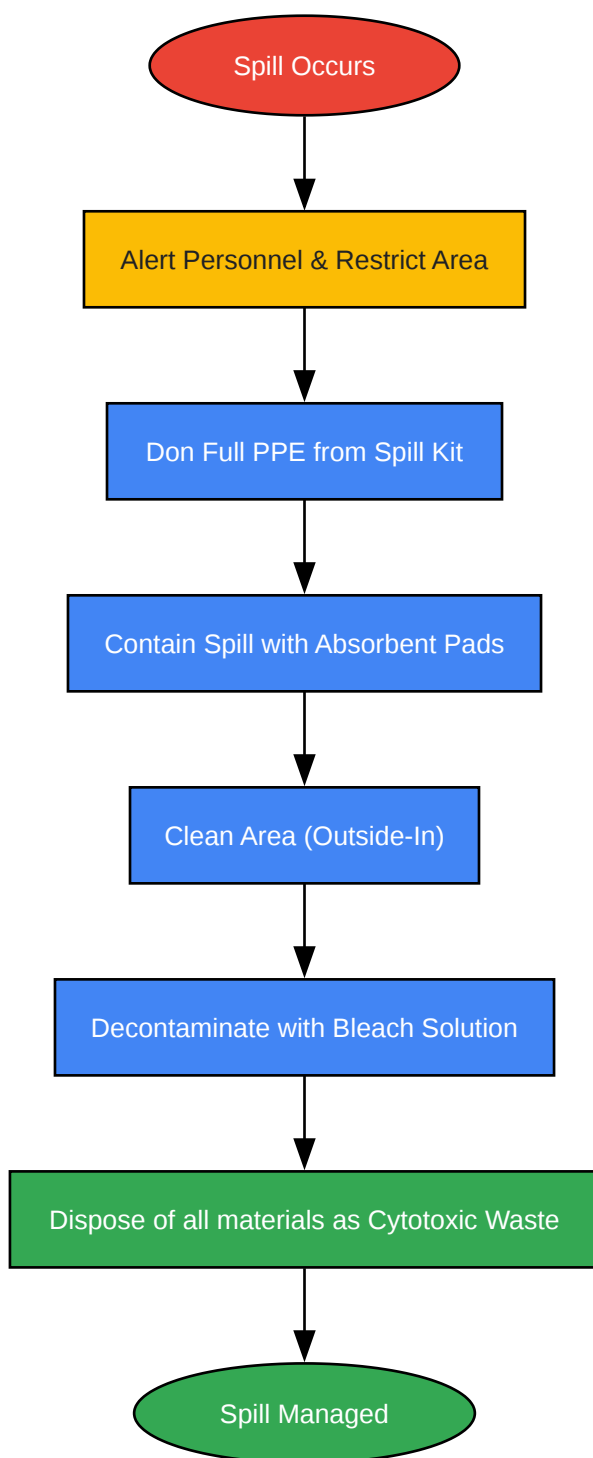 Spill Occurs
Alert Personnel & Restrict Area
Don Full PPE from Spill Kit
Contain Spill with Absorbent Pads
Clean Area (Outside-In)
Decontaminate with Bleach Solution
Dispose of all materials as Cytotoxic Waste
Spill Managed